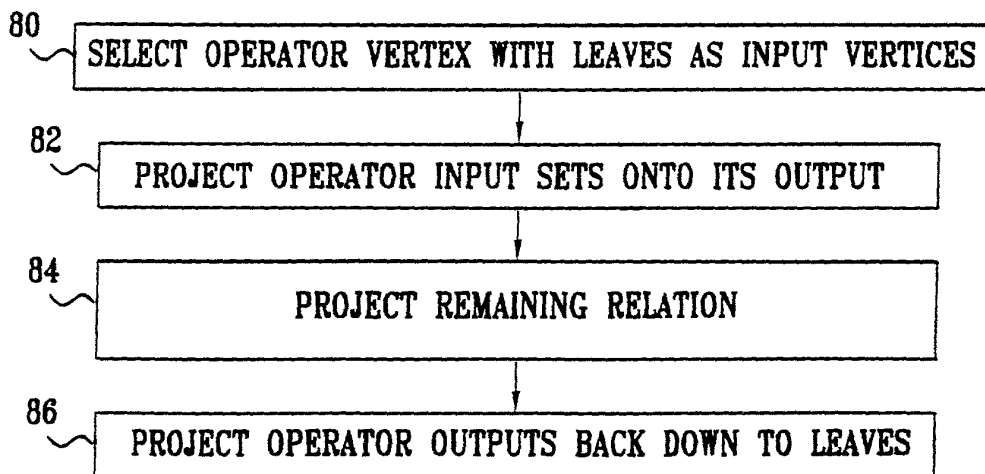 80
SELECT OPERATOR VERTEX WITH LEAVES AS INPUT VERTICES
82
PROJECT OPERATOR INPUT SETS ONTO ITS OUTPUT
84
PROJECT REMAINING RELATION
86
PROJECT OPERATOR OUTPUTS BACK DOWN TO LEAVES